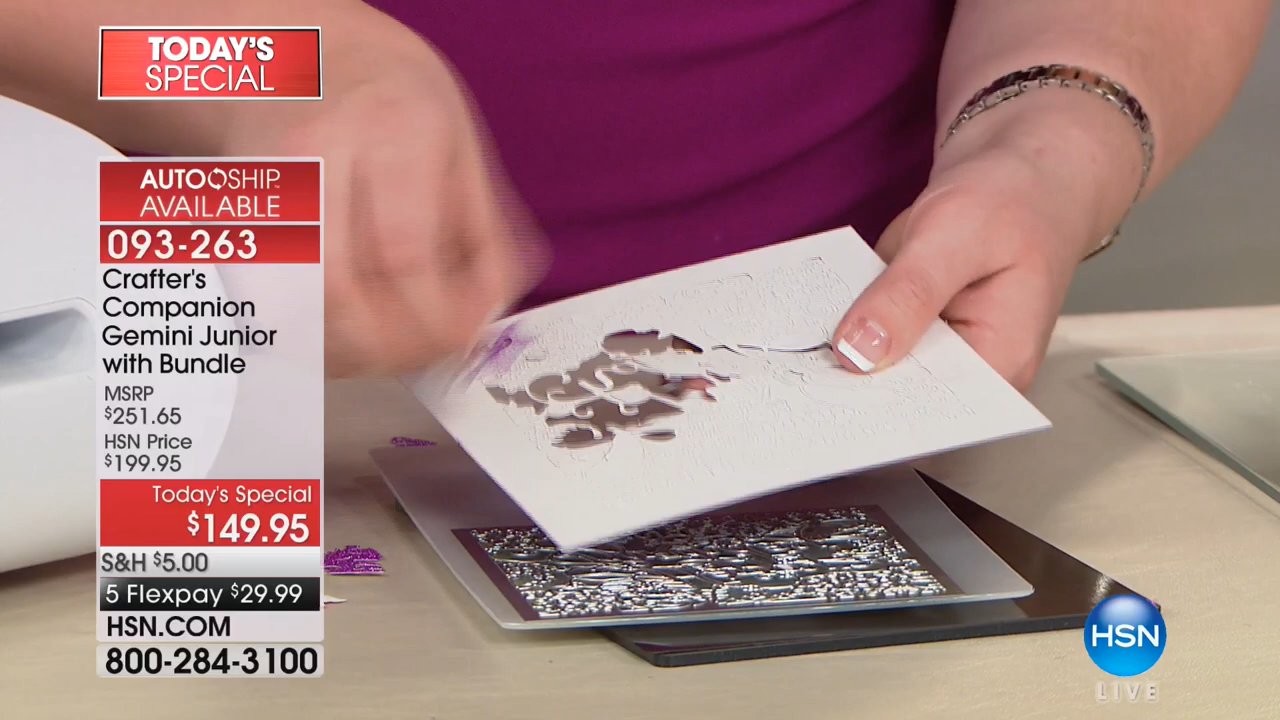 TODAY'S
SPECIAL
AUTOSHIP
AVAILABLE
093-263
Crafter's
Companion
Gemini Junior
with Bundle
MSRP
$251.65
HSN Price
$199.95
Today's Special
$149.95
S&H $5.00
5 Flexpay $29.99
HSN.COM
800-284-3100
HSN
LIVE